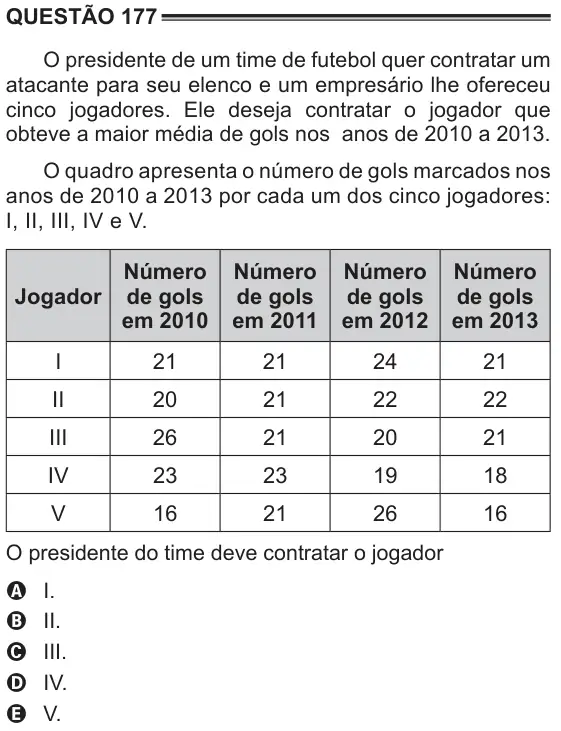 QUESTÃO 177
O presidente de um time de futebol quer contratar um
atacante para seu elenco e um empresário lhe ofereceu
cinco jogadores. Ele deseja contratar o jogador que
obteve a maior média de gols nos anos de 2010 a 2013.
O quadro apresenta o número de gols marcados nos
anos de 2010 a 2013 por cada um dos cinco jogadores:
I, II, III, IV e V.
Jogador Número de gols em 2010 Número de gols em 2011 Número de gols em 2012 Número de gols em 2013
I 21 21 24 21
II 20 21 22 22
III 26 21 20 21
IV 23 23 19 18
V 16 21 26 16
O presidente do time deve contratar o jogador
A I.
B II.
C III.
D IV.
E V.